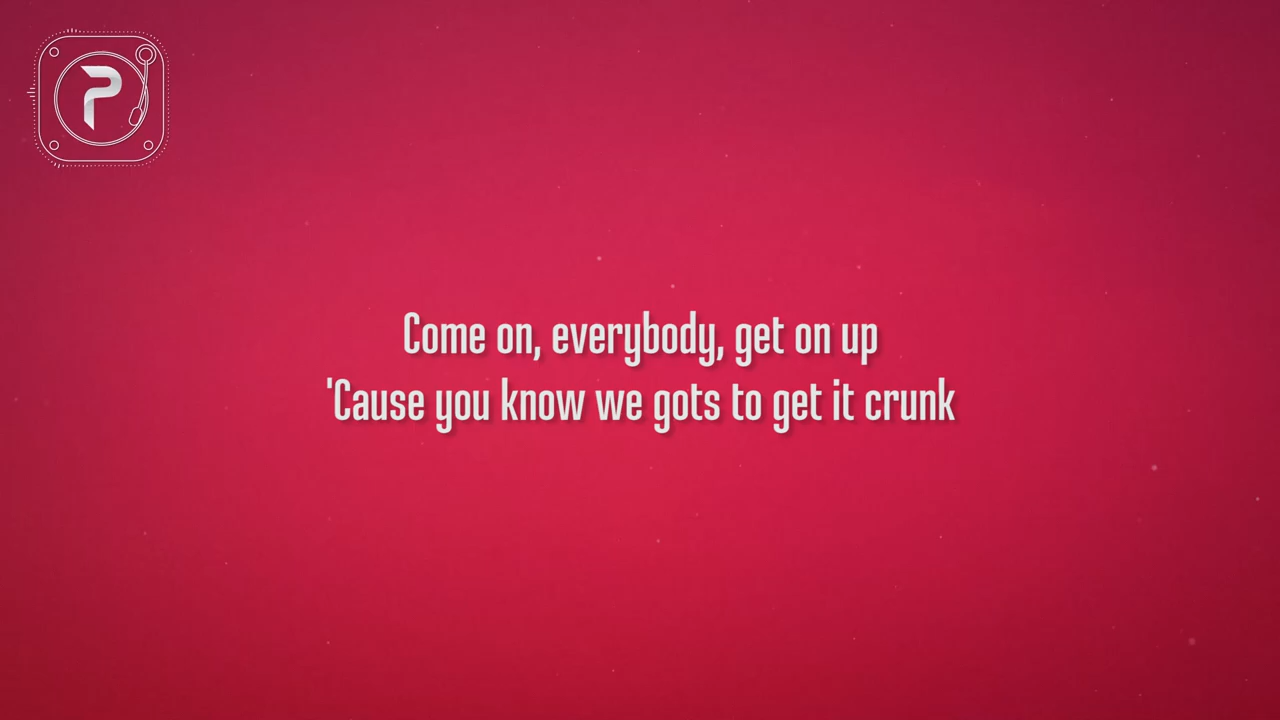 P
Come on, everybody, get on up
'Cause you know we gots to get it crunk